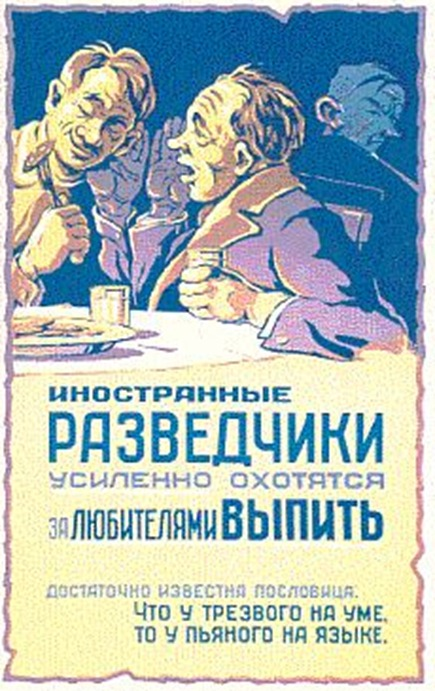 ИНОСТРАННЫЕ
РАЗВЕДЧИКИ
УСИЛЕННО ОХОТЯТСЯ
ЗА ЛЮБИТЕЛЯМИ ВЫПИТЬ
ДОСТАТОЧНО ИЗВЕСТНА ПОСЛОВИЦА:
ЧТО У ТРЕЗВОГО НА УМЕ,
ТО У ПЬЯНОГО НА ЯЗЫКЕ.